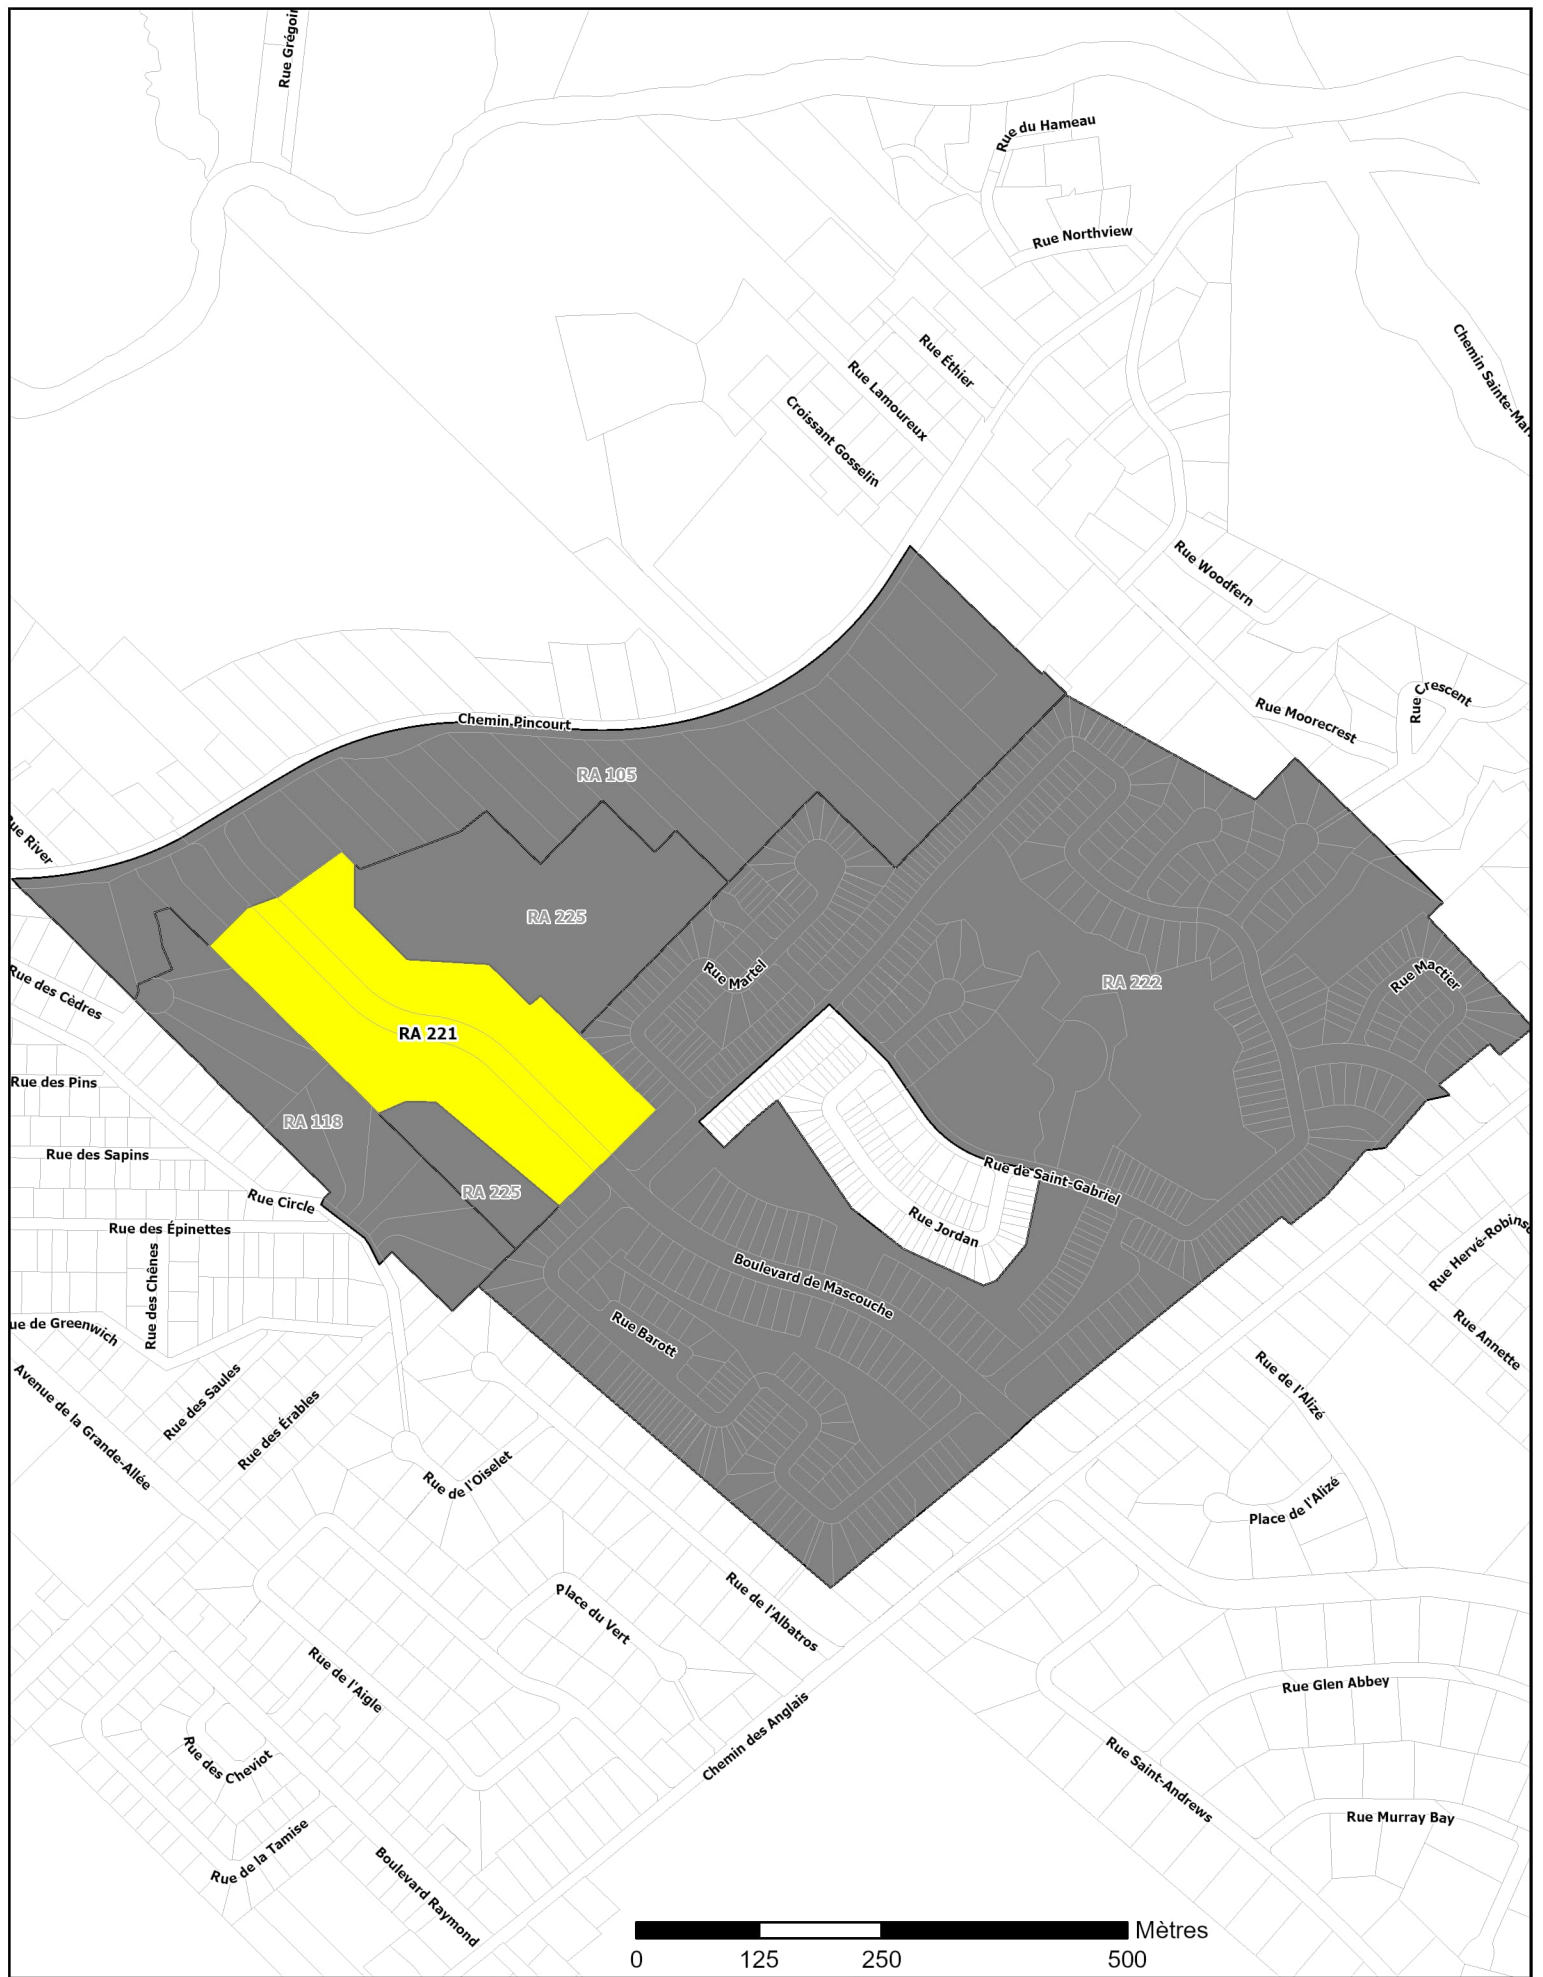 Rue Grégoir
Rue du Hameau
Rue Northview
Rue Éthier
Rue Lamoureux
Croissant Gosselin
Chemin Sainte-Mar
Rue Woodfern
Rue Crescent
Rue Moorecrest
Chemin Pincourt
RA 105
ue River
RA 225
Rue Martel
RA 222
Rue Mactier
Rue des Cèdres
RA 221
Rue des Pins
RA 118
Rue des Sapins
RA 225
Rue de Saint-Gabriel
Rue Circle
Rue Jordan
Rue des Épinettes
Rue des Chênes
Rue Hervé-Robins
Boulevard de Mascouche
ue de Greenwich
Rue Barott
Rue Annette
Rue des Saules
Rue de l'Alizé
Avenue de la Grande-Allée
Rue des Érables
Rue de l'Oiselet
Place de l'Alizé
Place du Vert
Rue de l'Albatros
Rue de l'Aigle
Rue Glen Abbey
Chemin des Anglais
Rue des Cheviot
Rue Saint-Andrews
Rue Murray Bay
Rue de la Tamise
Boulevard Raymond
Mètres
0 125 250 500